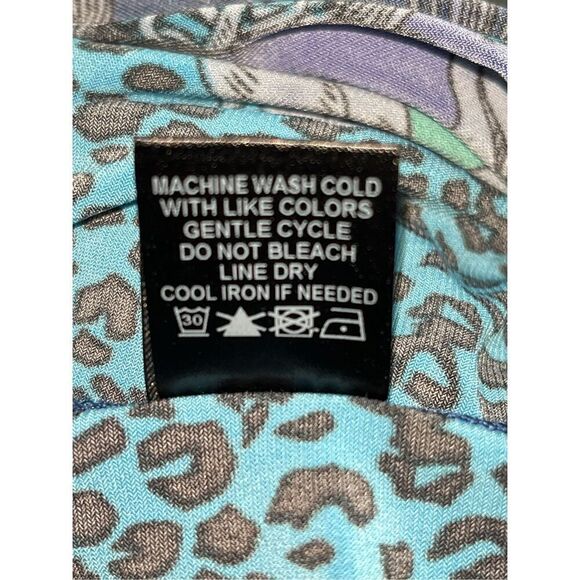 MACHINE WASH COLD
WITH LIKE COLORS
GENTLE CYCLE
DO NOT BLEACH
LINE DRY
COOL IRON IF NEEDED
30